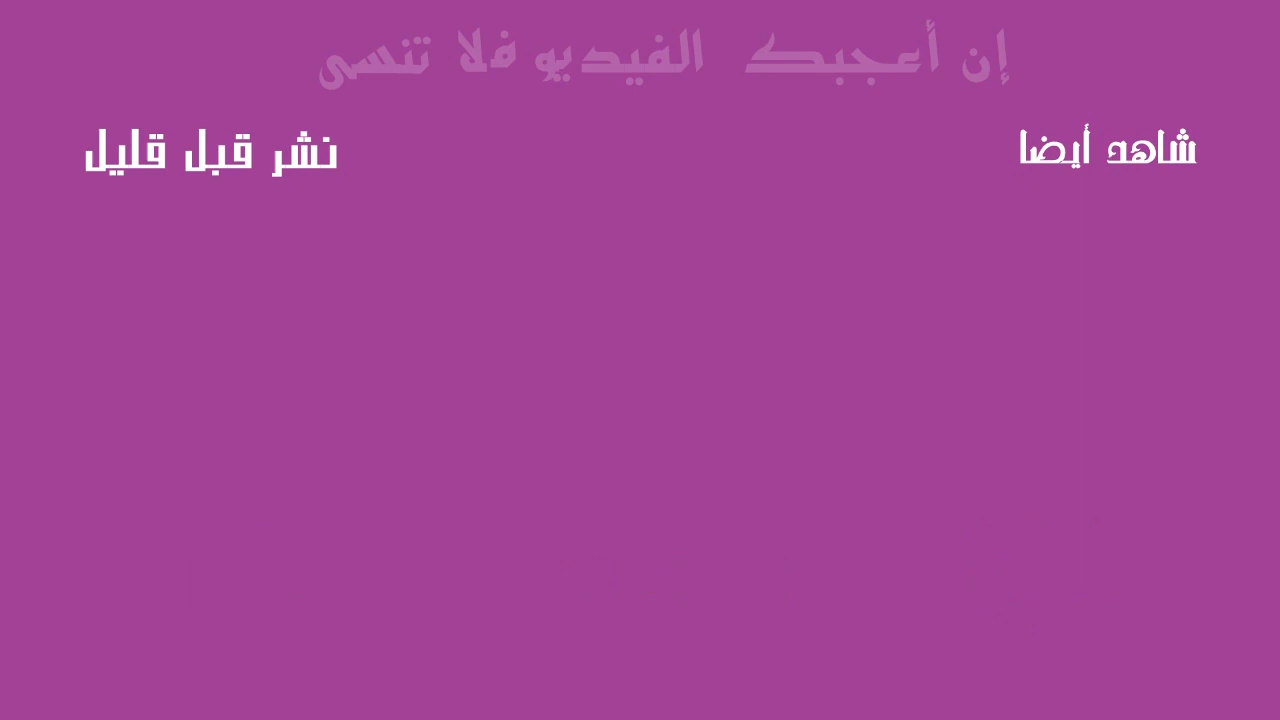 إن أعجبك الفيديو فلا تنسى
شاهد أيضا
نشر قبل قليل